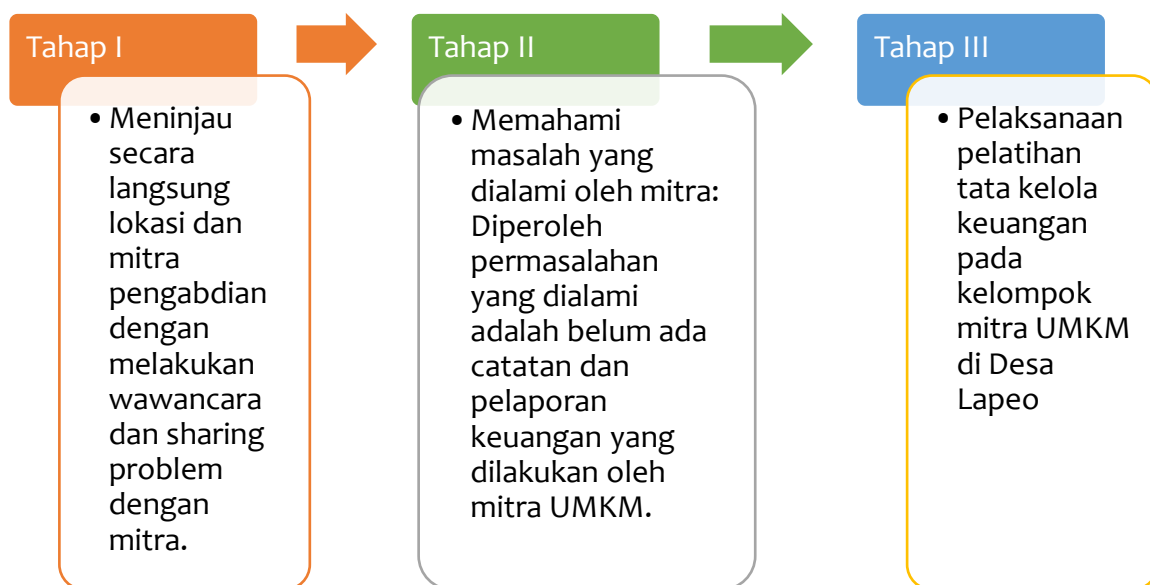 Tahap I
• Meninjau
secara
langsung
lokasi dan
mitra
pengabdian
dengan
melakukan
wawancara
dan sharing
problem
dengan
mitra.
Tahap II
• Memahami
masalah yang
dialami oleh mitra:
Diperoleh
permasalahan
yang dialami
adalah belum ada
catatan dan
pelaporan
keuangan yang
dilakukan oleh
mitra UMKM.
Tahap III
• Pelaksanaan
pelatihan
tata kelola
keuangan
pada
kelompok
mitra UMKM
di Desa
Lapeo